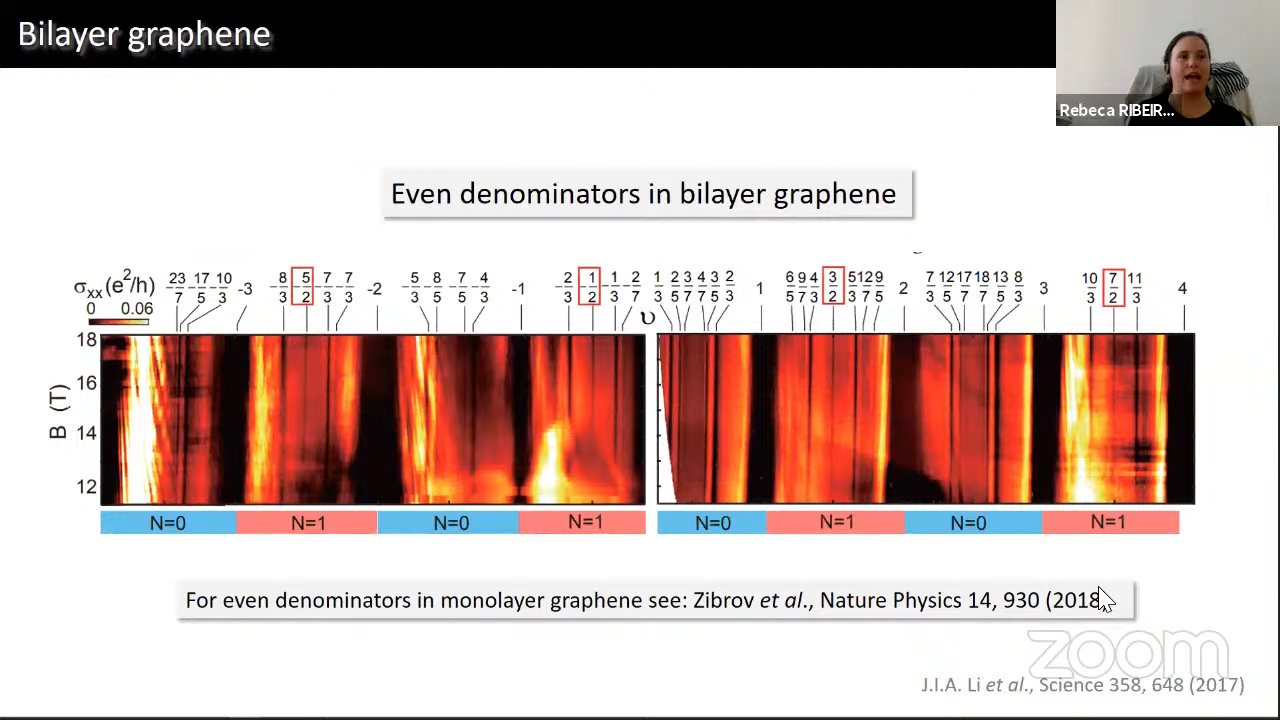 Bilayer graphene
Rebeca RIBEIR...
Even denominators in bilayer graphene
σxx(e²/h)
0 0.06
-23/7 -17/5 -10/3 -3 -8/3 -5/2 -7/3 -7/3 -2 -5/3 -8/5 -7/5 -4/3 -1 -2/3 -1/2 -1/3 -2/7 1/3 2/5 3/7 4/7 3/5 2/3 1 6/5 9/7 4/3 3/2 5/3 12/7 9/5 2 7/3 12/5 17/7 18/7 13/5 8/3 3 10/3 7/2 11/3 4
υ
B (T)
18
16
14
12
N=0 N=1 N=0 N=1 N=0 N=1 N=0 N=1
For even denominators in monolayer graphene see: Zibrov et al., Nature Physics 14, 930 (2018
zoom
J.I.A. Li et al., Science 358, 648 (2017)